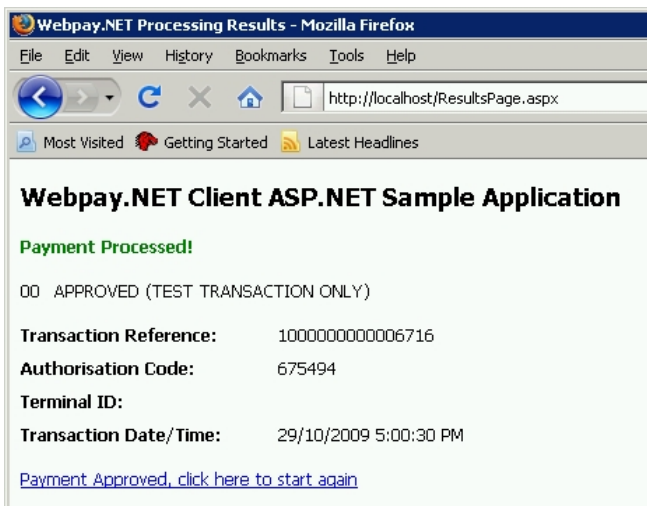 Webpay.NET Processing Results - Mozilla Firefox
File Edit View History Bookmarks Tools Help
http://localhost/ResultsPage.aspx
Most Visited Getting Started Latest Headlines
Webpay.NET Client ASP.NET Sample Application
Payment Processed!
00 APPROVED (TEST TRANSACTION ONLY)
Transaction Reference: 1000000000006716
Authorisation Code: 675494
Terminal ID:
Transaction Date/Time: 29/10/2009 5:00:30 PM
Payment Approved, click here to start again